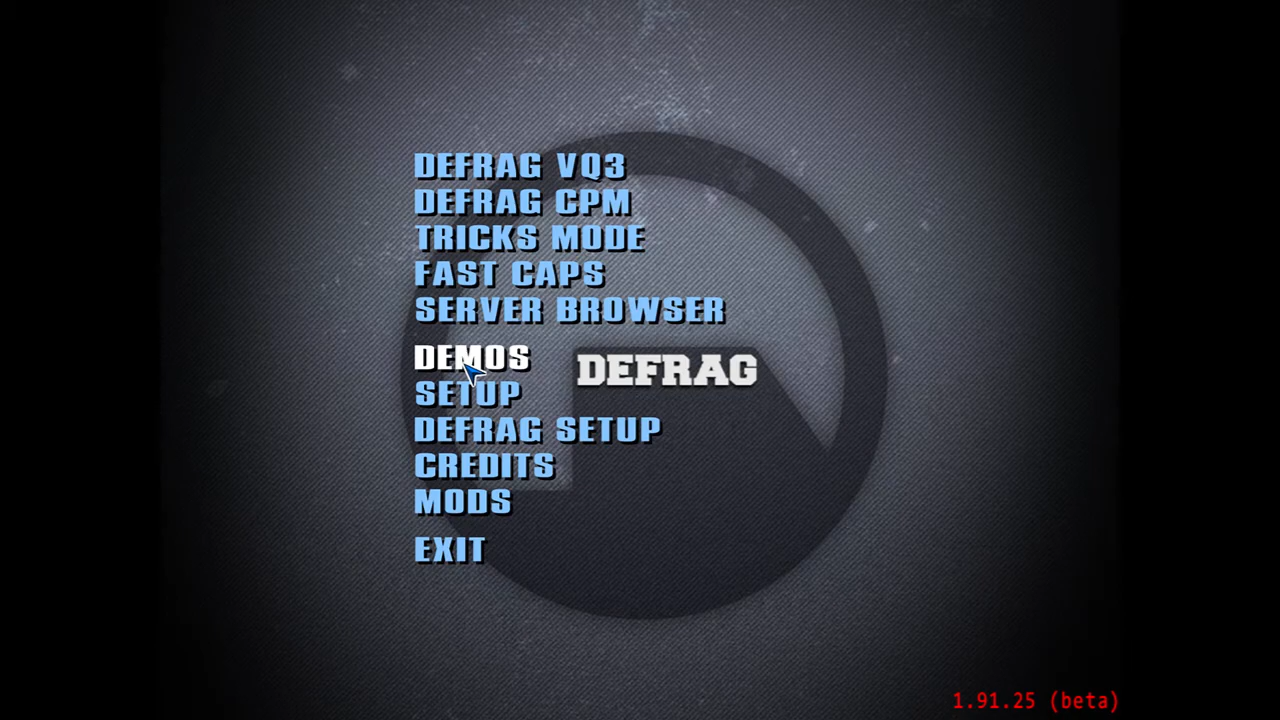 DEFRAG VQ3
DEFRAG CPM
TRICKS MODE
FAST CAPS
SERVER BROWSER
DEMOS
DEFRAG
SETUP
DEFRAG SETUP
CREDITS
MODS
EXIT
1.91.25 (beta)